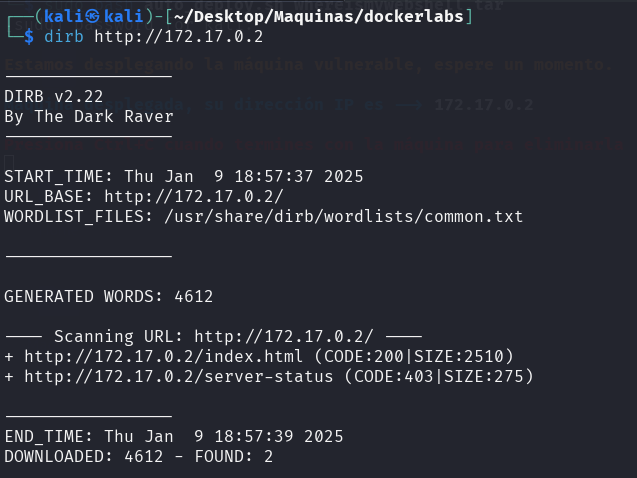 auto_deploy.sh whereismywebshell.tar
(kali㉿kali)-[~/Desktop/Maquinas/dockerlabs]
$ dirb http://172.17.0.2
Estamos desplegando la máquina vulnerable, espere un momento.
DIRB v2.22
su dirección IP es --> 172.17.0.2
By The Dark Raver
START_TIME: Thu Jan  9 18:57:37 2025
URL_BASE: http://172.17.0.2/
WORDLIST_FILES: /usr/share/dirb/wordlists/common.txt
-----------------
GENERATED WORDS: 4612
---- Scanning URL: http://172.17.0.2/ ----
+ http://172.17.0.2/index.html (CODE:200|SIZE:2510)
+ http://172.17.0.2/server-status (CODE:403|SIZE:275)
-----------------
END_TIME: Thu Jan  9 18:57:39 2025
DOWNLOADED: 4612 - FOUND: 2